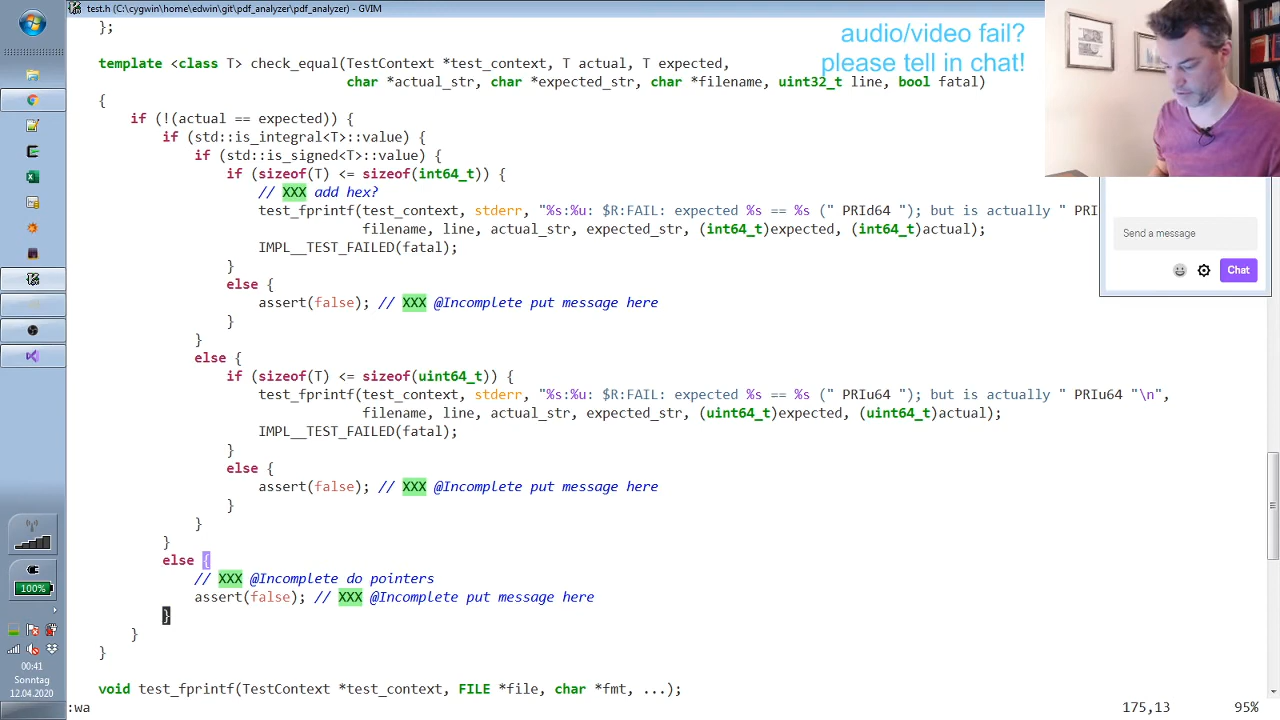 test.h (C:\cygwin\home\edwin\git\pdf_analyzer\pdf_analyzer) - GVIM
};
audio/video fail?
please tell in chat!
template <class T> check_equal(TestContext *test_context, T actual, T expected,
char *actual_str, char *expected_str, char *filename, uint32_t line, bool fatal)
{
if (!(actual == expected)) {
if (std::is_integral<T>::value) {
if (std::is_signed<T>::value) {
if (sizeof(T) <= sizeof(int64_t)) {
// XXX add hex?
test_fprintf(test_context, stderr, "%s:%u: $R:FAIL: expected %s == %s (" PRId64 "); but is actually " PRI
filename, line, actual_str, expected_str, (int64_t)expected, (int64_t)actual);
IMPL__TEST_FAILED(fatal);
}
else {
assert(false); // XXX @Incomplete put message here
}
}
else {
if (sizeof(T) <= sizeof(uint64_t)) {
test_fprintf(test_context, stderr, "%s:%u: $R:FAIL: expected %s == %s (" PRIu64 "); but is actually " PRIu64 "\n",
filename, line, actual_str, expected_str, (uint64_t)expected, (uint64_t)actual);
IMPL__TEST_FAILED(fatal);
}
else {
assert(false); // XXX @Incomplete put message here
}
}
}
else {
// XXX @Incomplete do pointers
assert(false); // XXX @Incomplete put message here
}
}
}
void test_fprintf(TestContext *test_context, FILE *file, char *fmt, ...);
:wa
175,13
95%
Send a message
Chat
100%
00:41
Sonntag
12.04.2020